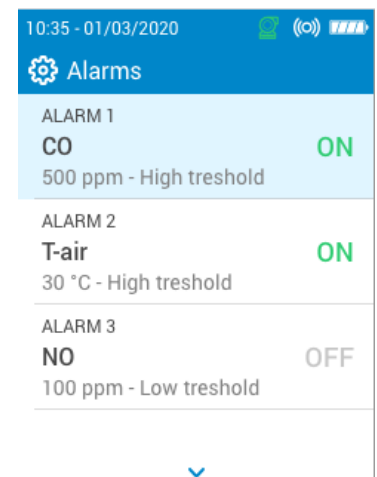 10:35 - 01/03/2020
Alarms
ALARM 1
CO
ON
500 ppm - High treshold
ALARM 2
T-air
ON
30 °C - High treshold
ALARM 3
NO
OFF
100 ppm - Low treshold